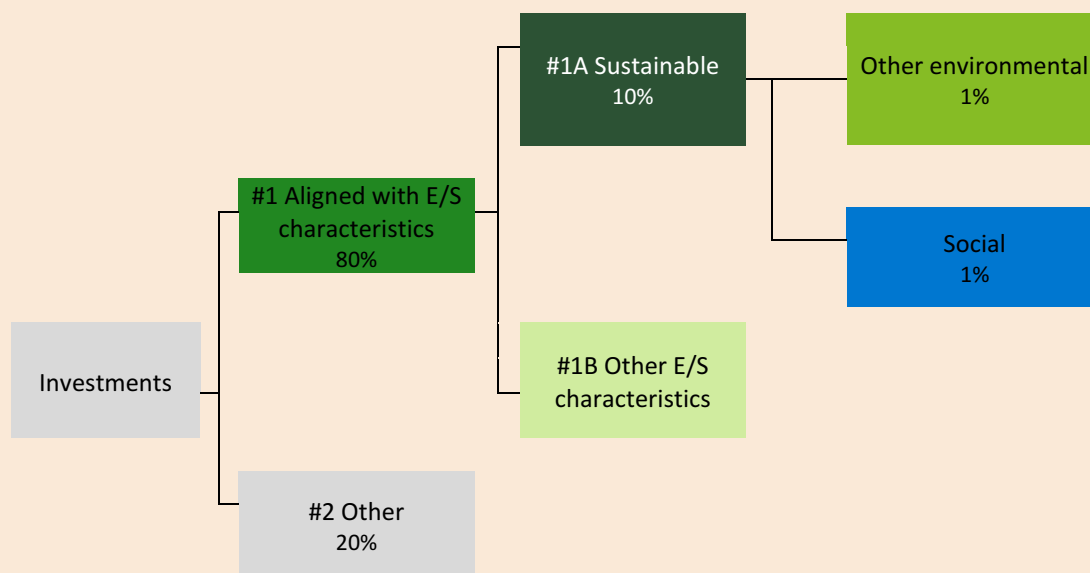 #1A Sustainable
10%
Other environmental
1%
#1 Aligned with E/S
characteristics
80%
Social
1%
Investments
#1B Other E/S
characteristics
#2 Other
20%